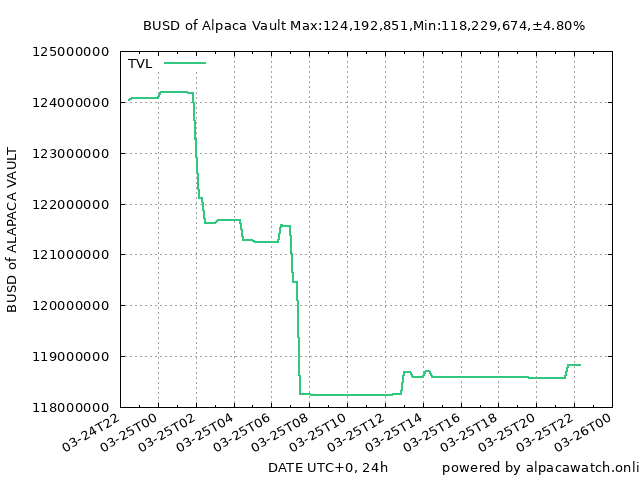 BUSD of Alpaca Vault Max:124,192,851,Min:118,229,674,±4.80%
TVL
125000000
124000000
123000000
122000000
121000000
120000000
119000000
118000000
BUSD of ALAPACA VAULT
03-24T22
03-25T00
03-25T02
03-25T04
03-25T06
03-25T08
03-25T10
03-25T12
03-25T14
03-25T16
03-25T18
03-25T20
03-25T22
03-26T00
DATE UTC+0, 24h
powered by alpacawatch.onli